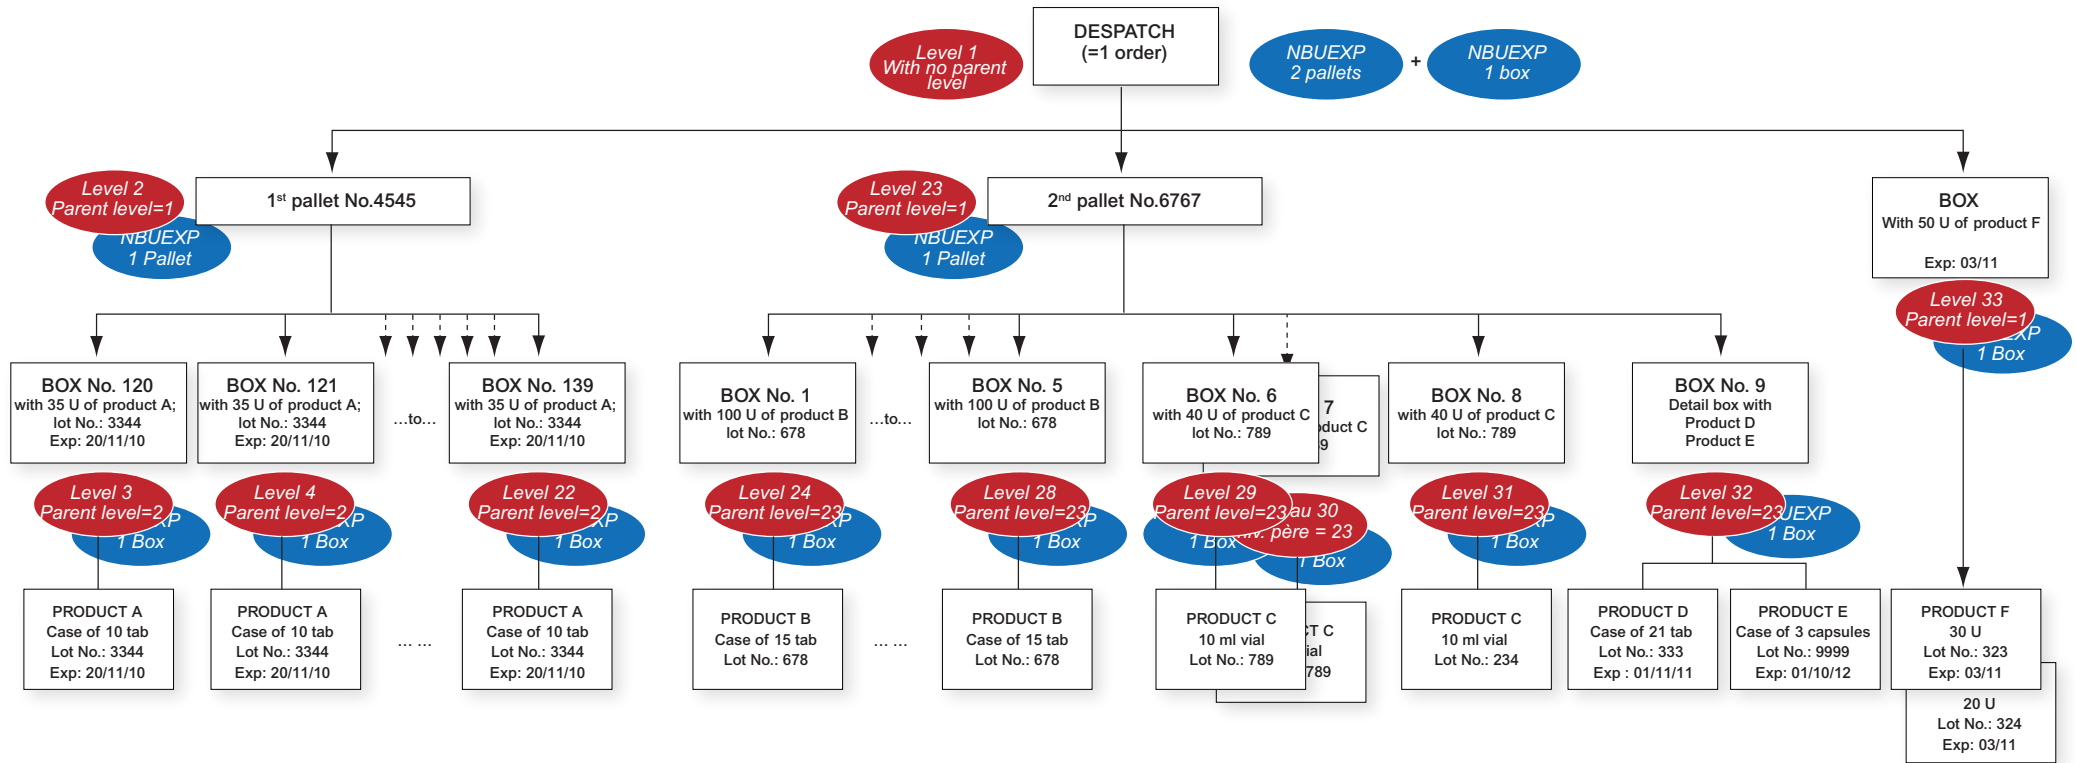 DESPATCH
(=1 order)
Level 1
With no parent
level
NBUEXP
2 pallets
+
NBUEXP
1 box
Level 2
Parent level=1
NBUEXP
1 Pallet
1st pallet No.4545
Level 23
Parent level=1
NBUEXP
1 Pallet
2nd pallet No.6767
BOX
With 50 U of product F
Exp: 03/11
Level 33
Parent level=1
1 Box
BOX No. 120
with 35 U of product A;
lot No.: 3344
Exp: 20/11/10
BOX No. 121
with 35 U of product A;
lot No.: 3344
Exp: 20/11/10
...to...
BOX No. 139
with 35 U of product A;
lot No.: 3344
Exp: 20/11/10
BOX No. 1
with 100 U of product B
lot No.: 678
...to...
BOX No. 5
with 100 U of product B
lot No.: 678
BOX No. 6
with 40 U of product C
lot No.: 789
7
C
BOX No. 8
with 40 U of product C
lot No.: 789
BOX No. 9
Detail box with
Product D
Product E
Level 3
Parent level=2
1 Box
Level 4
Parent level=2
1 Box
Level 22
Parent level=2
1 Box
Level 24
Parent level=23
1 Box
Level 28
Parent level=23
1 Box
Level 29
Parent level=23
1 Box
30
père = 23
1 Box
Level 31
Parent level=23
1 Box
Level 32
Parent level=23
1 Box
PRODUCT A
Case of 10 tab
Lot No.: 3344
Exp: 20/11/10
PRODUCT A
Case of 10 tab
Lot No.: 3344
Exp: 20/11/10
... ...
PRODUCT A
Case of 10 tab
Lot No.: 3344
Exp: 20/11/10
PRODUCT B
Case of 15 tab
Lot No.: 678
... ...
PRODUCT B
Case of 15 tab
Lot No.: 678
PRODUCT C
10 ml vial
Lot No.: 789
C
789
PRODUCT C
10 ml vial
Lot No.: 234
PRODUCT D
Case of 21 tab
Lot No.: 333
Exp : 01/11/11
PRODUCT E
Case of 3 capsules
Lot No.: 9999
Exp: 01/10/12
PRODUCT F
30 U
Lot No.: 323
Exp: 03/11
20 U
Lot No.: 324
Exp: 03/11